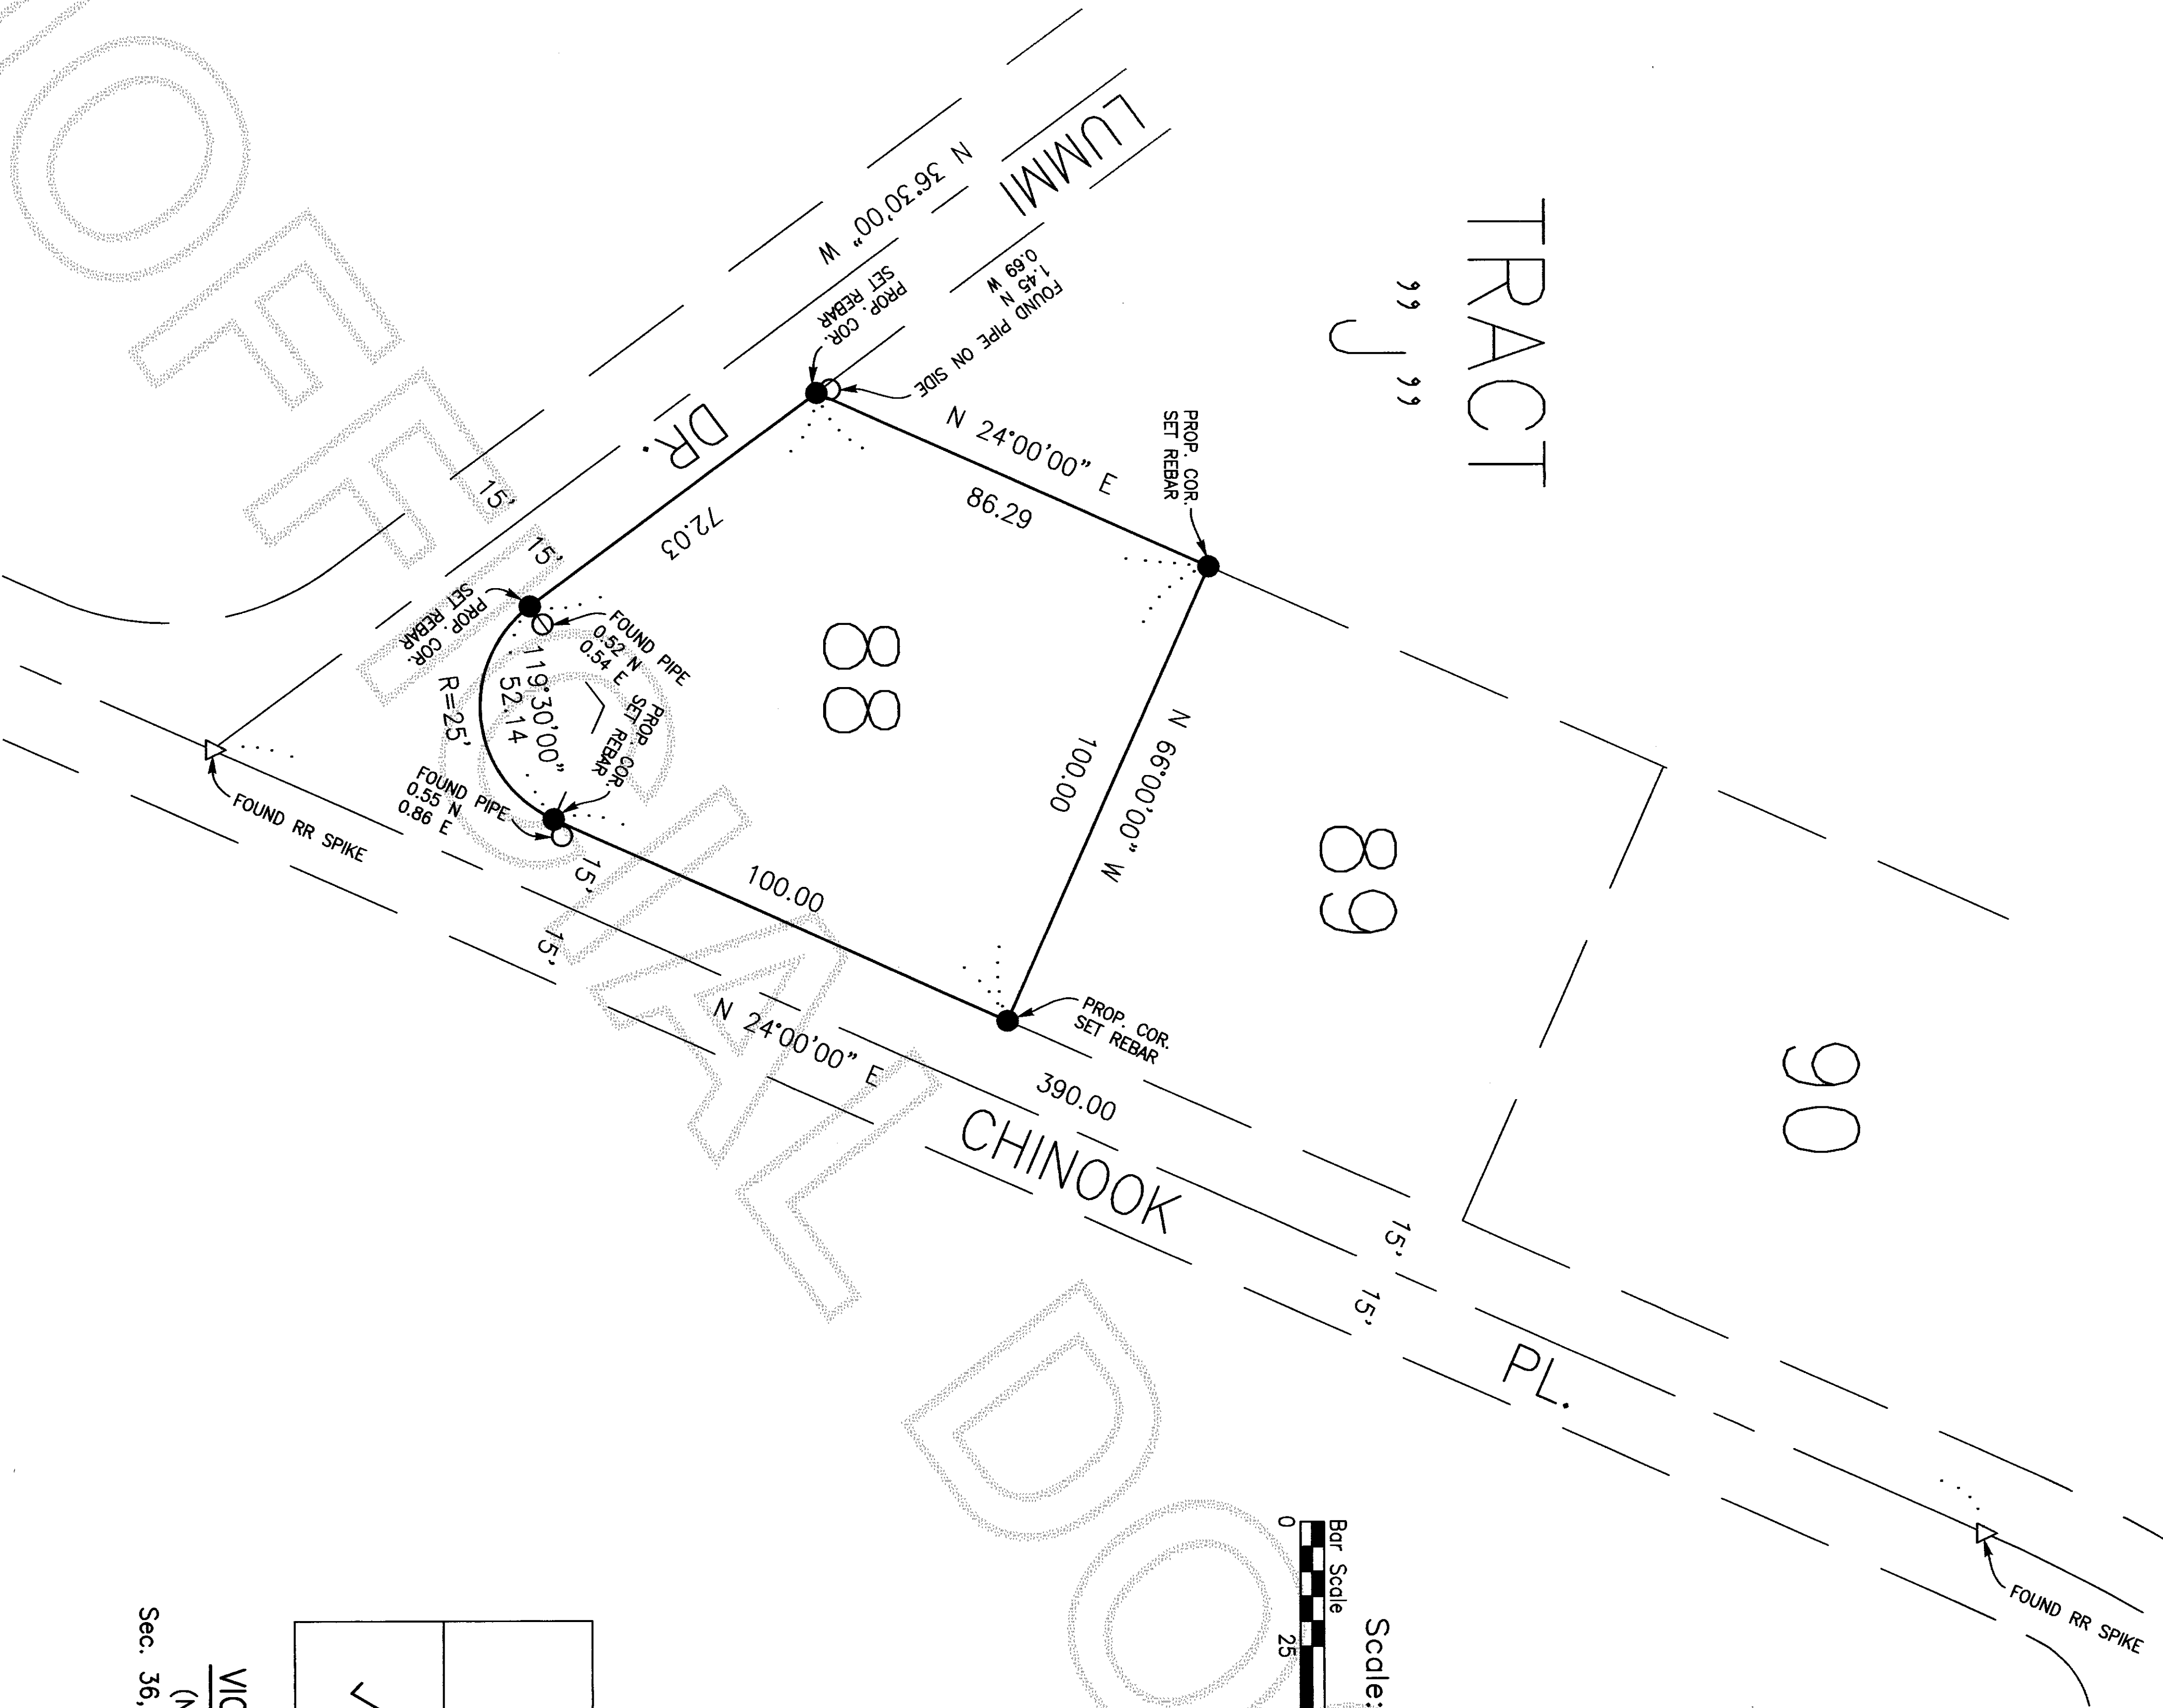 LUMMI
DR.
N 36°30'00" W
PROP. COR.
SET REBAR
FOUND PIPE ON SIDE
1.45 N
0.69 W
TRACT
"J"
PROP. COR.
SET REBAR
N 24°00'00" E
86.29
72.03
15'
15'
PROP. COR.
SET REBAR
FOUND PIPE
0.52 N
0.54 E
88
119°30'00"
52.14
R=25'
PROP. COR.
SET REBAR
FOUND PIPE
0.55 N
0.86 E
FOUND RR SPIKE
N 66°00'00" W
100.00
89
90
100.00
15'
15'
PROP. COR.
SET REBAR
N 24°00'00" E
390.00
CHINOOK
PL.
15'
15'
FOUND RR SPIKE
Scale:
Bar Scale
0
25
Sec. 36,
OFFICIAL DO